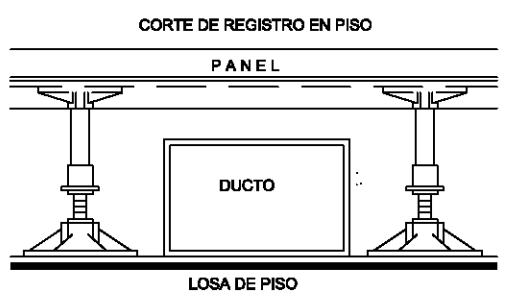 CORTE DE REGISTRO EN PISO
PANEL
DUCTO
LOSA DE PISO